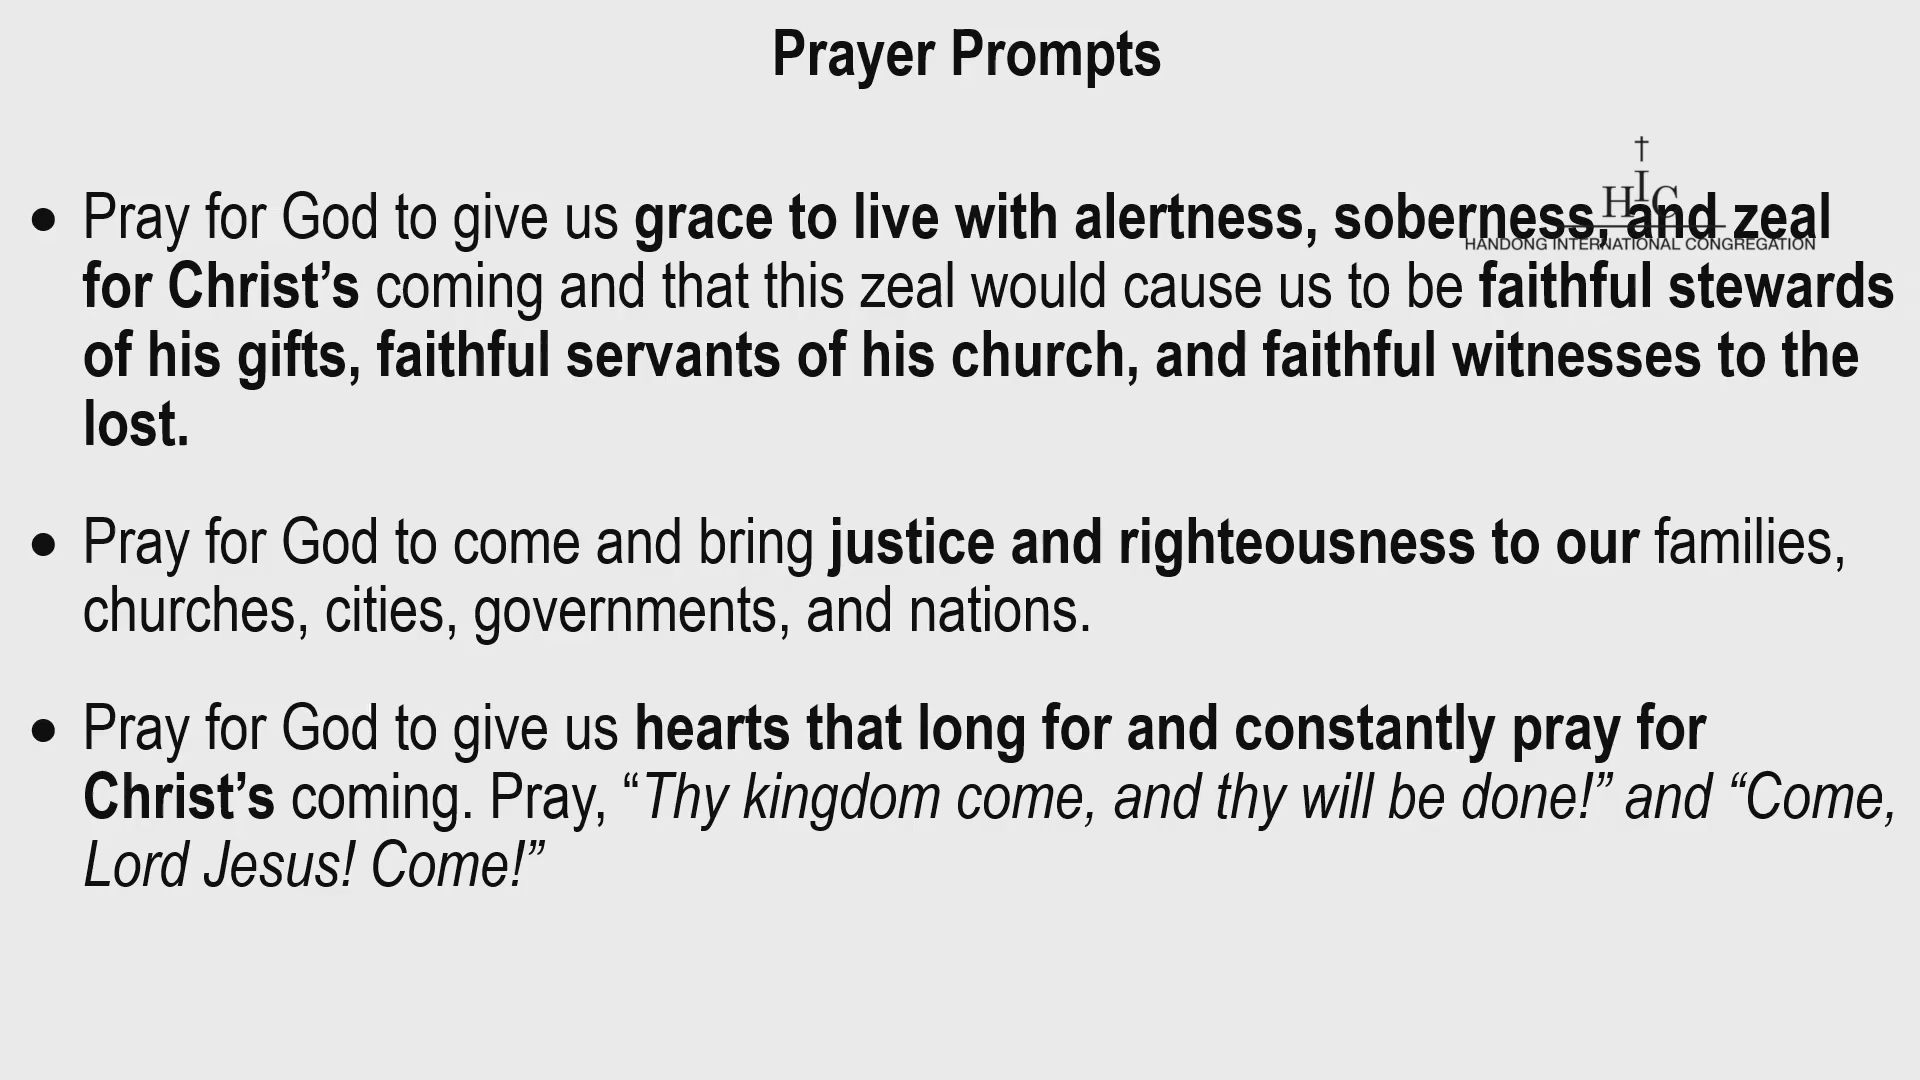 Prayer Prompts
† 
HIC
HANDONG INTERNATIONAL CONGREGATION
• Pray for God to give us grace to live with alertness, soberness, and zeal
for Christ’s coming and that this zeal would cause us to be faithful stewards
of his gifts, faithful servants of his church, and faithful witnesses to the
lost.
• Pray for God to come and bring justice and righteousness to our families,
churches, cities, governments, and nations.
• Pray for God to give us hearts that long for and constantly pray for
Christ’s coming. Pray, “Thy kingdom come, and thy will be done!” and “Come,
Lord Jesus! Come!”